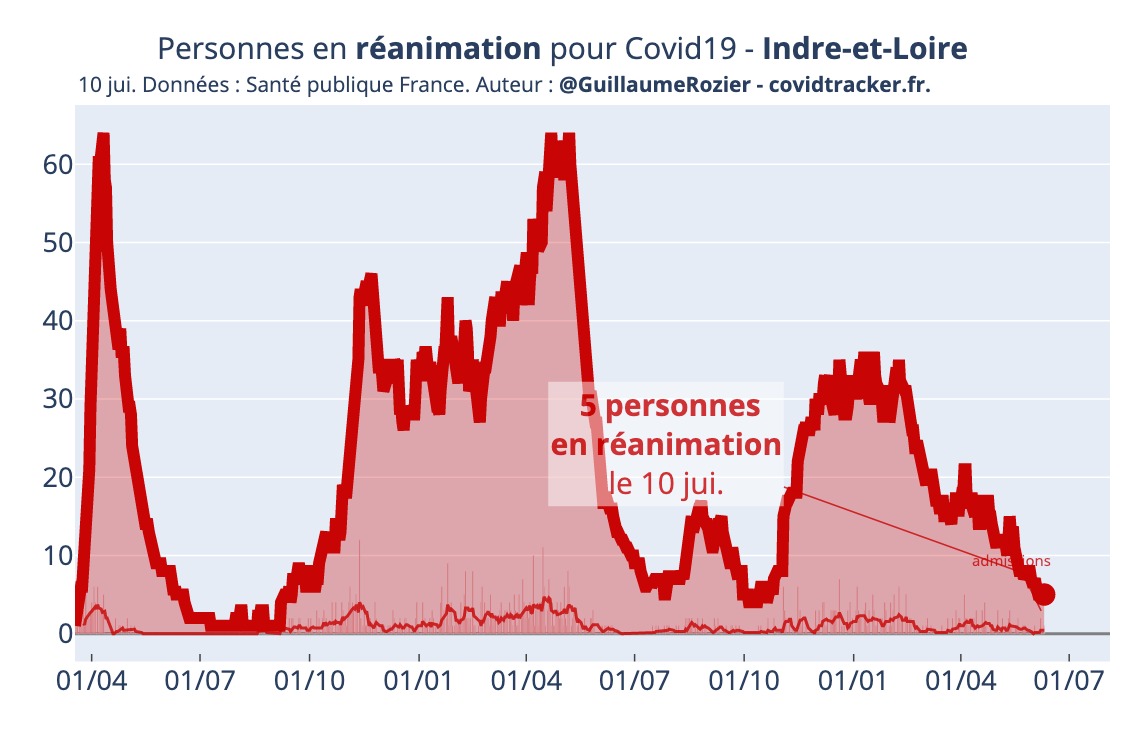 Personnes en réanimation pour Covid19 - Indre-et-Loire
10 jui. Données : Santé publique France. Auteur : @GuillaumeRozier - covidtracker.fr.
60
50
40
30
20
10
0
5 personnes
en réanimation
le 10 jui.
admissions
01/04 01/07 01/10 01/01 01/04 01/07 01/10 01/01 01/04 01/07